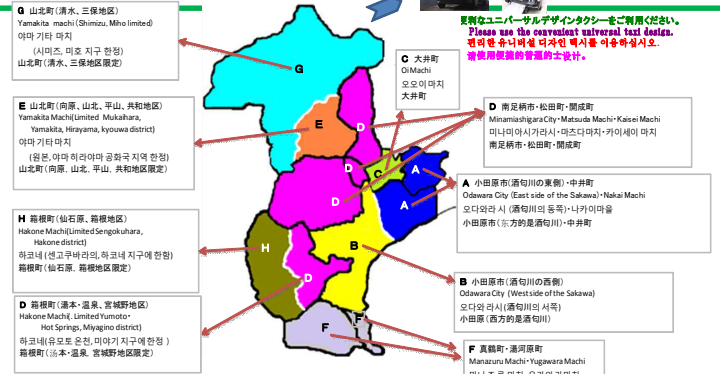 便利なユニバーサルデザインタクシーをご利用ください。
Please use the convenient universal taxi design.
편리한 유니버설 디자인 택시를 이용하십시오.
请使用便捷的普通的士设计。
G 山北町（清水、三保地区）
Yamakita machi (Shimizu, Miho limited)
야마기타 마치
(시미즈, 미호 지구 한정)
山北町（清水、三保地区限定）
C 大井町
Oi Machi
오오이 마치
大井町
E 山北町（向原、山北、平山、共和地区）
Yamakita Machi(Limited Mukaihara,
Yamakita, Hirayama, kyouwa district)
야마기타 마치
(원본, 야마 히라야마 공화국 지역 한정)
山北町（向原、山北、平山、共和地区限定）
D 南足柄市・松田町・開成町
Minamiashigara City・Matsuda Machi・Kaisei Machi
미나미아시가라시・마스다 마치・카이세이 마치
南足柄市・松田町・開成町
A 小田原市（酒匂川の東側）・中井町
Odawara City (East side of the Sakawa)・Nakai Machi
오다와라 시 (酒匂川의 동쪽)・나카이마을
小田原市（东方的是酒匂川）・中井町
H 箱根町（仙石原、箱根地区）
Hakone Machi(Limited Sengokuhara,
Hakone district)
하코네 (센고쿠바라의, 하코네 지구에 한함)
箱根町（仙石原、箱根地区限定）
B 小田原市（酒匂川の西側）
Odawara City (West side of the Sakawa)
오다와라시 (酒匂川의 서쪽)
小田原（西方的是酒匂川）
D 箱根町（湯本・温泉、宮城野地区）
Hakone Machi(. Limited Yumoto・
Hot Springs, Miyagino district)
하코네(유모토 온천, 미야기 지구에 한정 )
箱根町（汤本・温泉、宮城野地区限定）
F 真鶴町・湯河原町
Manazuru Machi・Yugawara Machi
G
E
D
D
C
A
D
A
H
B
D
F
F